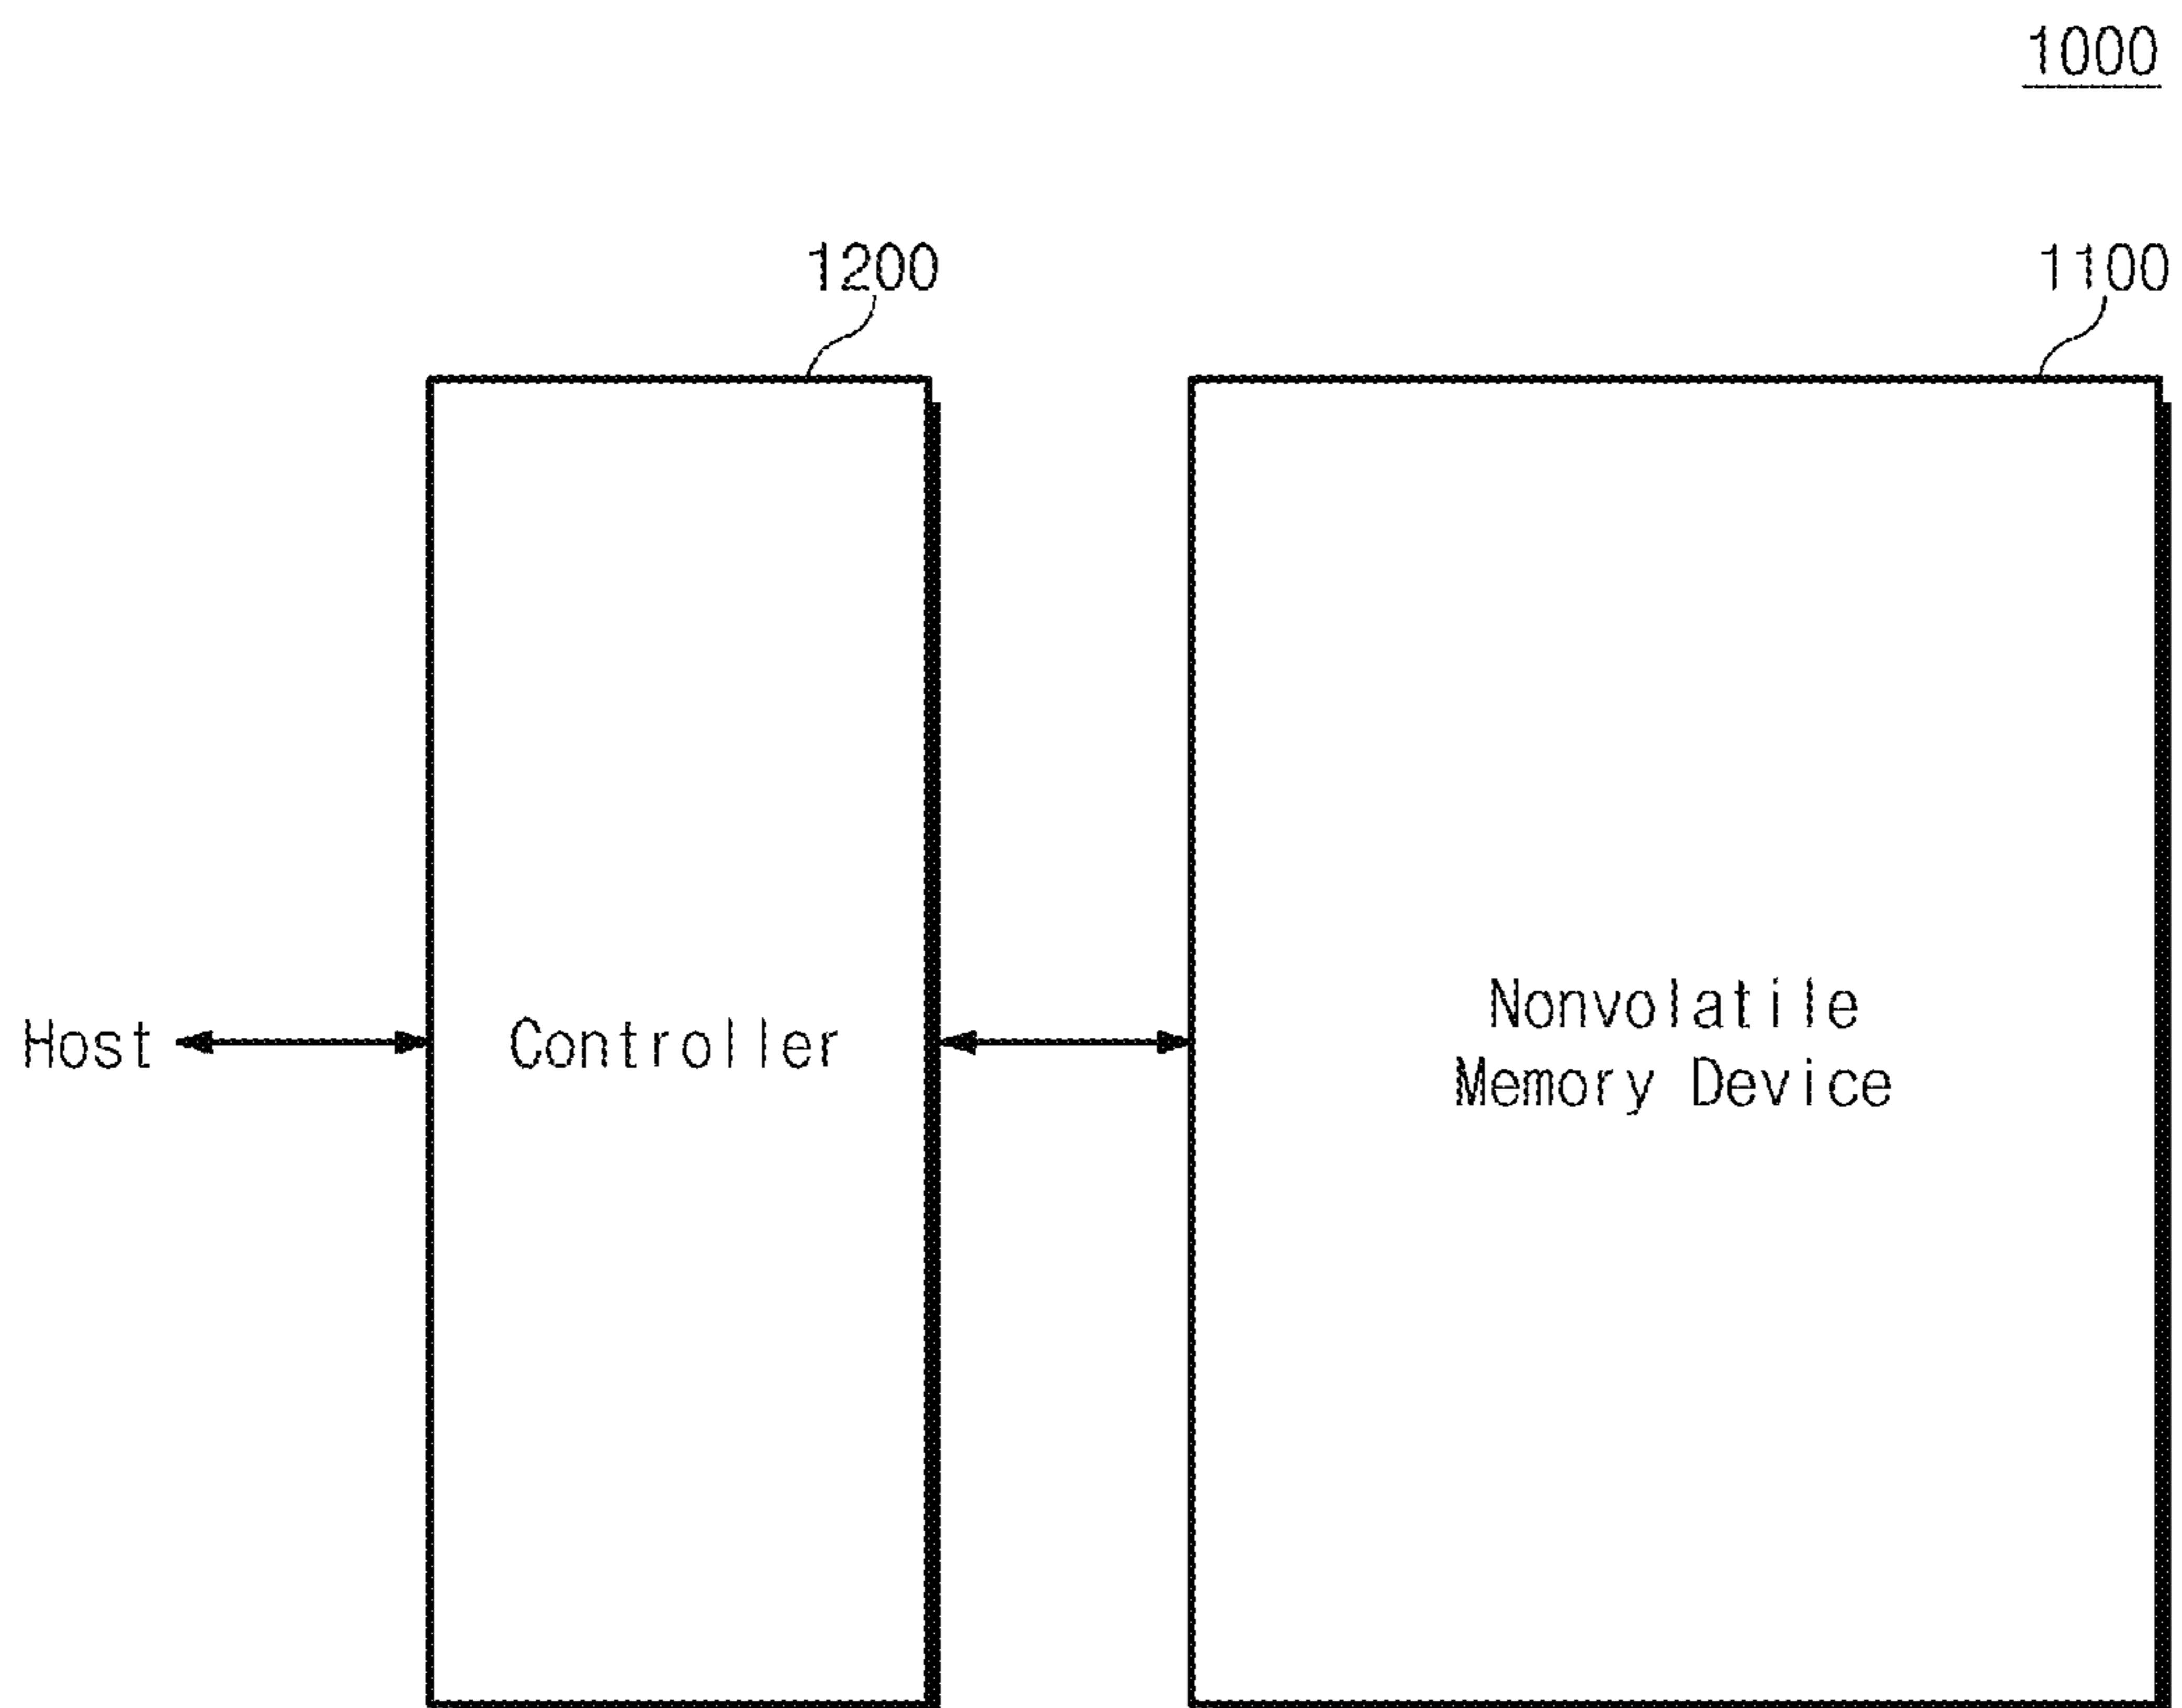 1000
1200
1100
Host
Controller
Nonvolatile
Memory Device